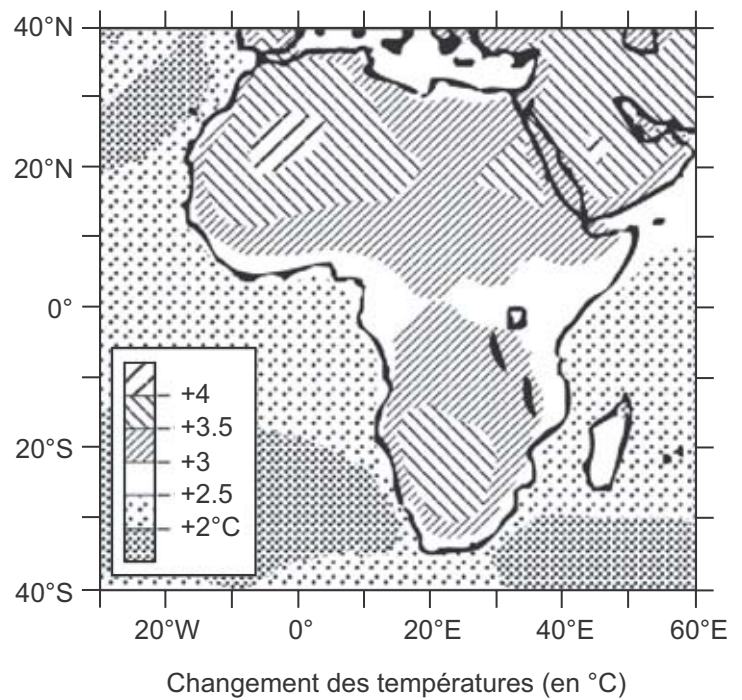 40°N
20°N
0°
20°S
40°S
+4
+3.5
+3
+2.5
+2°C
20°W 0° 20°E 40°E 60°E
Changement des températures (en °C)